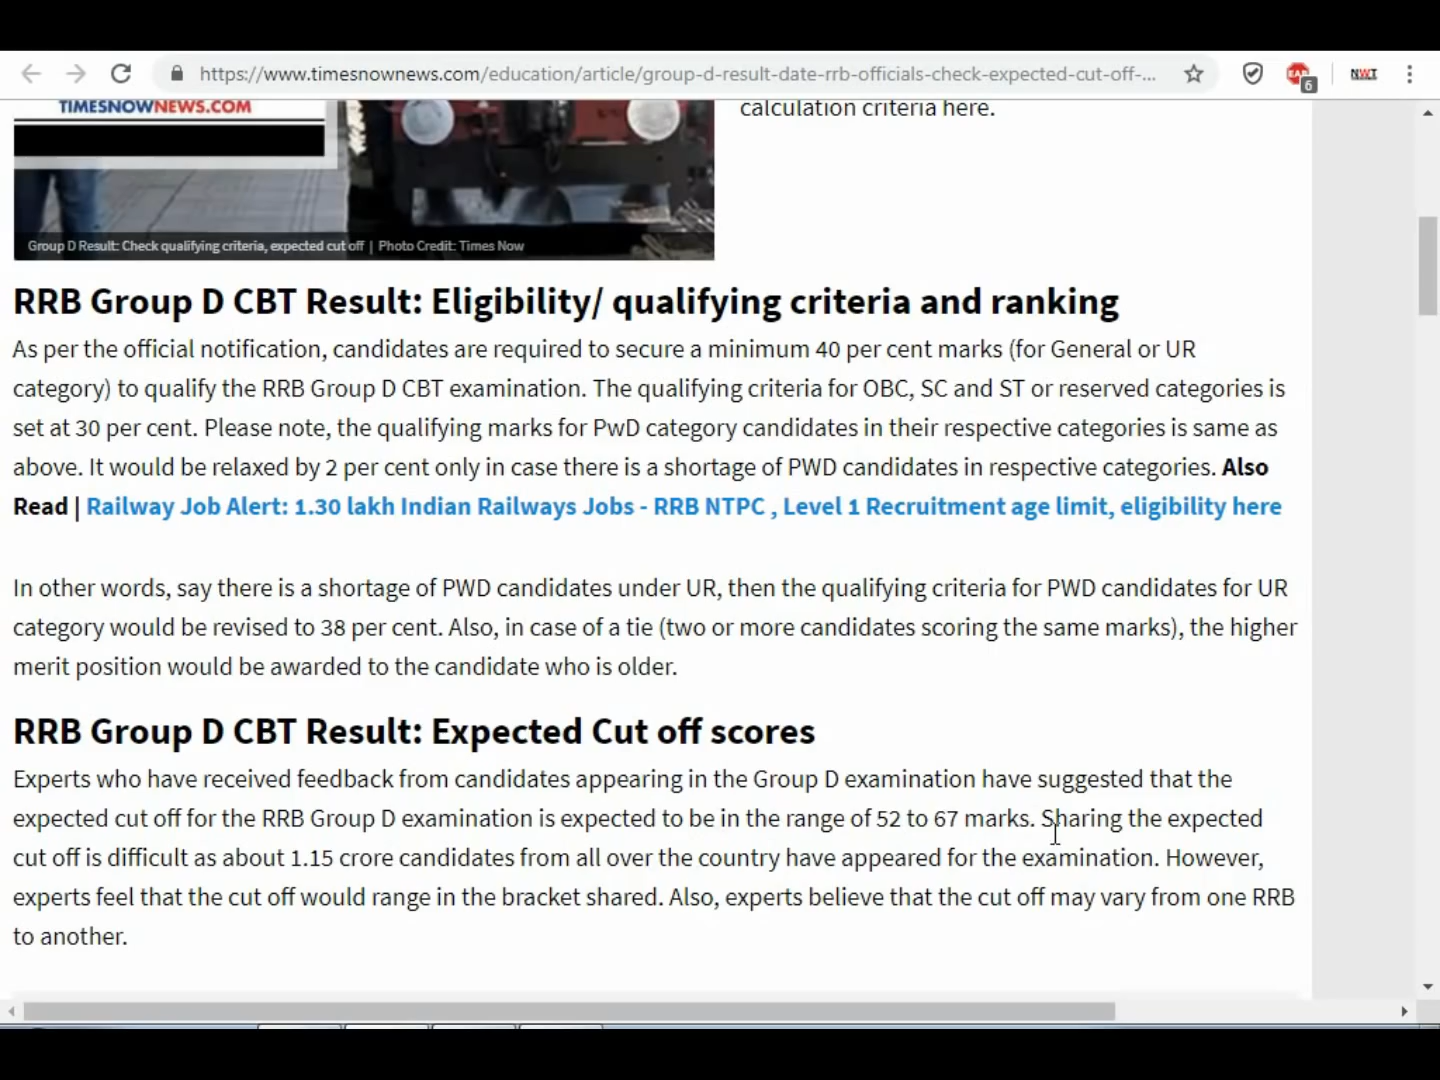 https://www.timesnownews.com/education/article/group-d-result-date-rrb-officials-check-expected-cut-off-...
6
NWT
TIMESNOWNEWS.COM
calculation criteria here.
Group D Result: Check qualifying criteria, expected cut off | Photo Credit: Times Now
RRB Group D CBT Result: Eligibility/ qualifying criteria and ranking
As per the official notification, candidates are required to secure a minimum 40 per cent marks (for General or UR
category) to qualify the RRB Group D CBT examination. The qualifying criteria for OBC, SC and ST or reserved categories is
set at 30 per cent. Please note, the qualifying marks for PwD category candidates in their respective categories is same as
above. It would be relaxed by 2 per cent only in case there is a shortage of PWD candidates in respective categories. Also
Read | Railway Job Alert: 1.30 lakh Indian Railways Jobs - RRB NTPC , Level 1 Recruitment age limit, eligibility here
In other words, say there is a shortage of PWD candidates under UR, then the qualifying criteria for PWD candidates for UR
category would be revised to 38 per cent. Also, in case of a tie (two or more candidates scoring the same marks), the higher
merit position would be awarded to the candidate who is older.
RRB Group D CBT Result: Expected Cut off scores
Experts who have received feedback from candidates appearing in the Group D examination have suggested that the
expected cut off for the RRB Group D examination is expected to be in the range of 52 to 67 marks. Sharing the expected
cut off is difficult as about 1.15 crore candidates from all over the country have appeared for the examination. However,
experts feel that the cut off would range in the bracket shared. Also, experts believe that the cut off may vary from one RRB
to another.